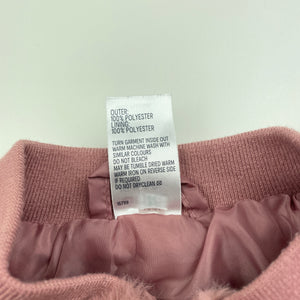 OUTER:
100% POLYESTER
LINING:
100% POLYESTER
TURN GARMENT INSIDE OUT
WARM MACHINE WASH WITH
SIMILAR COLOURS
DO NOT BLEACH
MAY BE TUMBLE DRIED WARM
WARM IRON ON REVERSE SIDE
IF REQUIRED
DO NOT DRYCLEAN